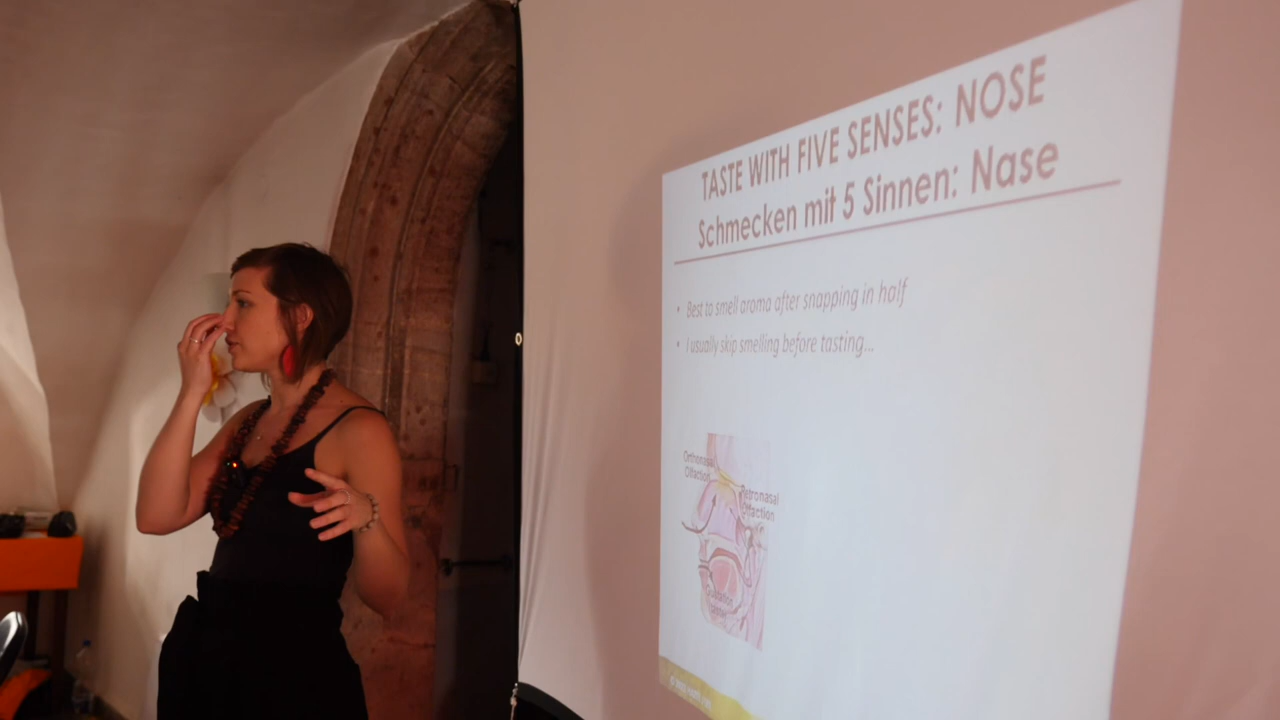 TASTE WITH FIVE SENSES: NOSE
Schmecken mit 5 Sinnen: Nase
• Best to smell aroma after snapping in half
• I usually skip smelling before tasting...
Orthonasal
Olfaction
Retronasal
Olfaction